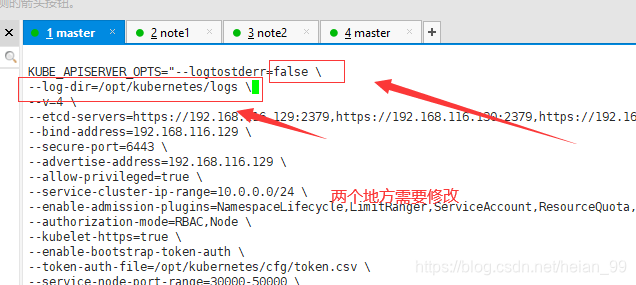 侧的箭头按钮。
1 master
2 note1
3 note2
4 master
KUBE_APISERVER_OPTS="--logtostderr=false \
--log-dir=/opt/kubernetes/logs \
--v=4 \
--etcd-servers=https://192.168.116.129:2379,https://192.168.116.130:2379,https://192.16
--bind-address=192.168.116.129 \
--secure-port=6443 \
--advertise-address=192.168.116.129 \
--allow-privileged=true \
--service-cluster-ip-range=10.0.0.0/24 \
两个地方需要修改
--enable-admission-plugins=NamespaceLifecycle,LimitRanger,ServiceAccount,ResourceQuota,
--authorization-mode=RBAC,Node \
--kubelet-https=true \
--enable-bootstrap-token-auth \
--token-auth-file=/opt/kubernetes/cfg/token.csv \
--service-node-port-range=30000-50000 \
https://blog.csdn.net/heian_99